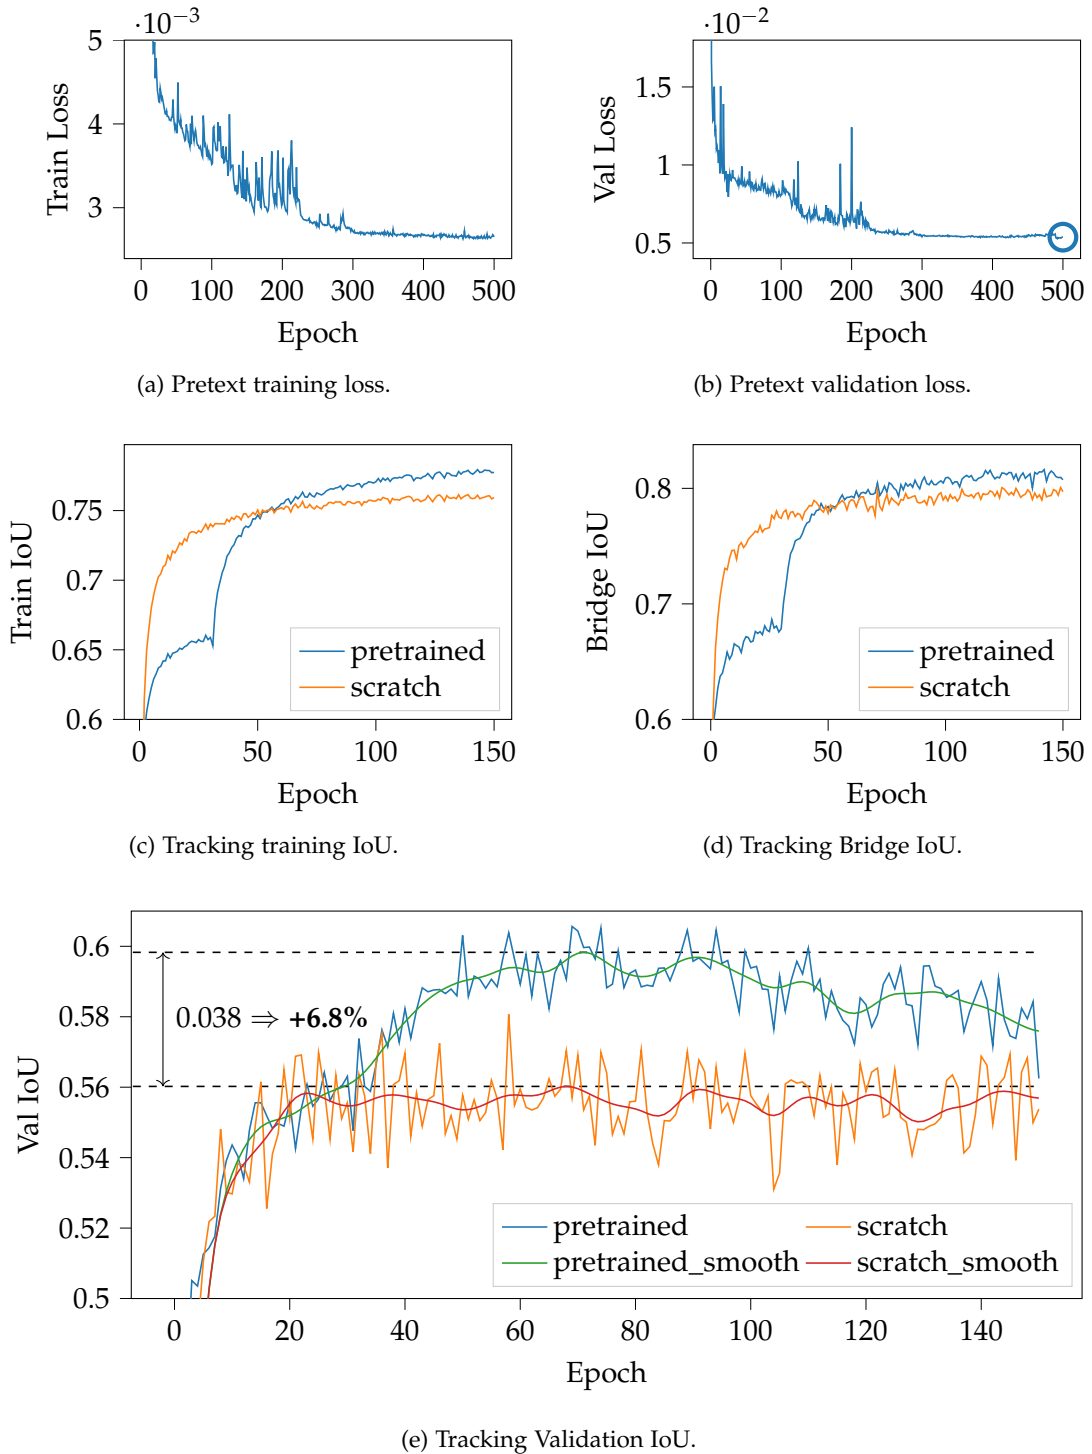 ·10⁻³
5
4
3
Train Loss
0 100 200 300 400 500
Epoch
(a) Pretext training loss.
·10⁻²
1.5
1
0.5
Val Loss
0 100 200 300 400 500
Epoch
(b) Pretext validation loss.
0.75
0.7
0.65
0.6
Train IoU
pretrained
scratch
0 50 100 150
Epoch
(c) Tracking training IoU.
0.8
0.7
0.6
Bridge IoU
pretrained
scratch
0 50 100 150
Epoch
(d) Tracking Bridge IoU.
0.6
0.58
0.56
0.54
0.52
0.5
Val IoU
0.038 ⇒ +6.8%
pretrained scratch
pretrained_smooth scratch_smooth
0 20 40 60 80 100 120 140
Epoch
(e) Tracking Validation IoU.